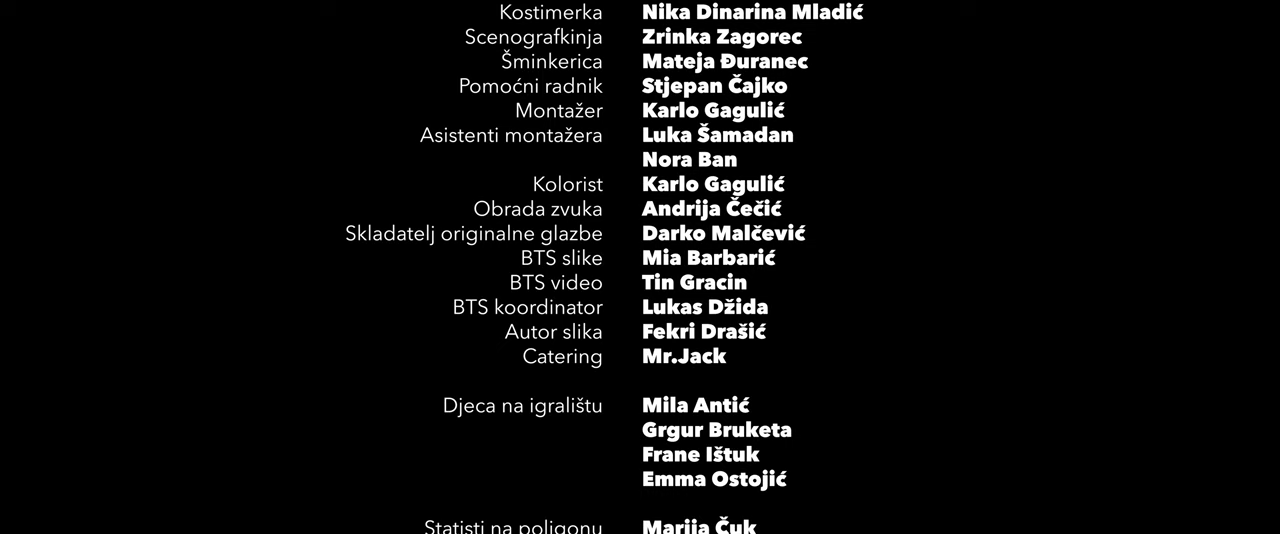 Kostimerka Nika Dinarina Mladić
Scenografkinja Zrinka Zagorec
Šminkerica Mateja Đuranec
Pomoćni radnik Stjepan Čajko
Montažer Karlo Gagulić
Asistenti montažera Luka Šamadan
Nora Ban
Kolorist Karlo Gagulić
Obrada zvuka Andrija Čečić
Skladatelj originalne glazbe Darko Malčević
BTS slike Mia Barbarić
BTS video Tin Gracin
BTS koordinator Lukas Džida
Autor slika Fekri Drašić
Catering Mr.Jack
Djeca na igralištu Mila Antić
Grgur Bruketa
Frane Ištuk
Emma Ostojić
Statisti na poligonu Marija Čuk